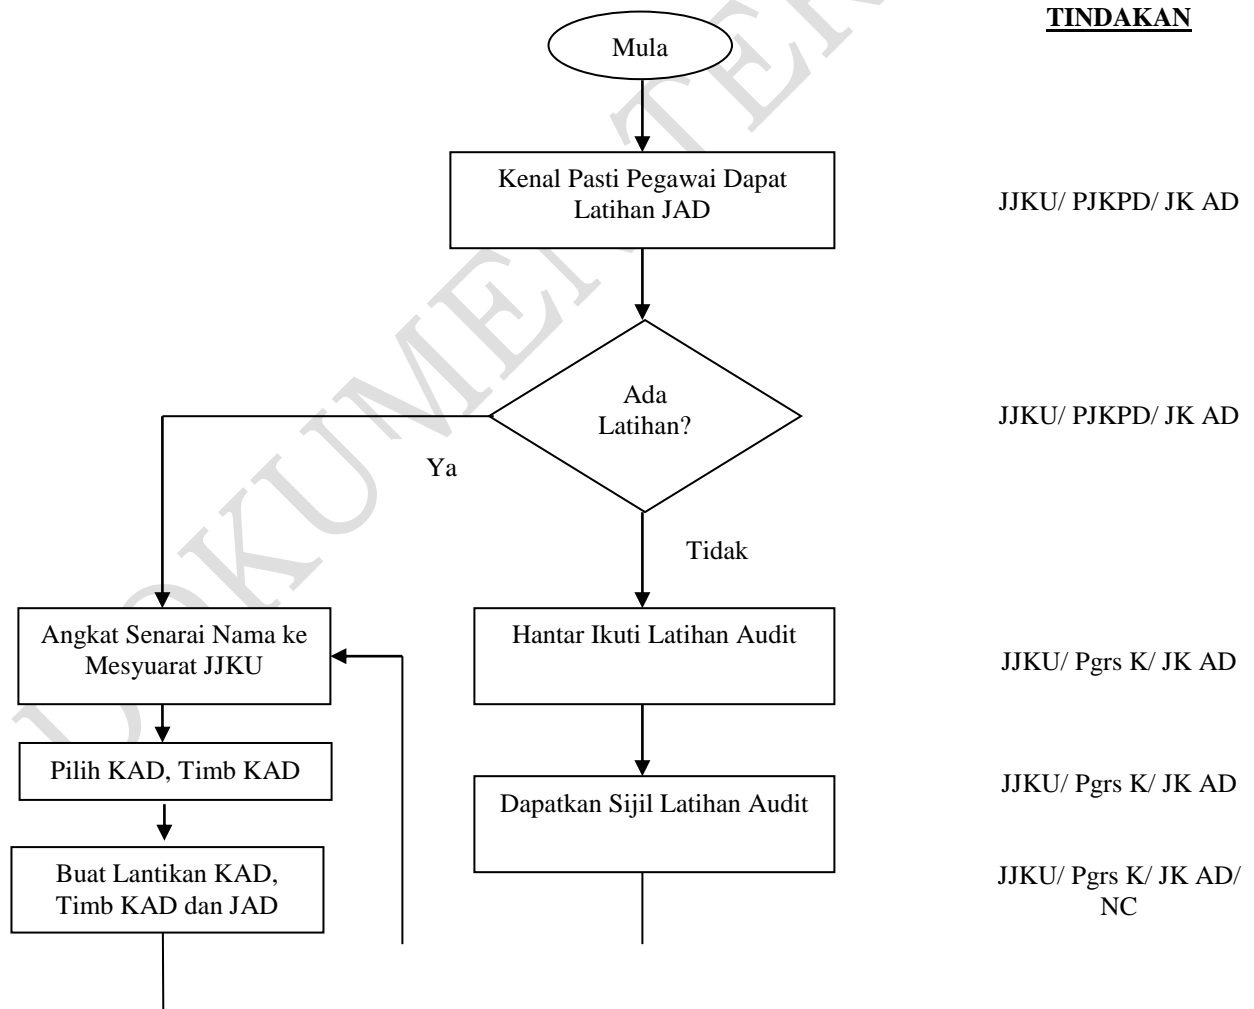 TINDAKAN
Mula
Kenal Pasti Pegawai Dapat
Latihan JAD
JJKU/ PJKPD/ JK AD
Ada
Latihan?
JJKU/ PJKPD/ JK AD
Ya
Tidak
Angkat Senarai Nama ke
Mesyuarat JJKU
Hantar Ikuti Latihan Audit
JJKU/ Pgrs K/ JK AD
Pilih KAD, Timb KAD
Dapatkan Sijil Latihan Audit
JJKU/ Pgrs K/ JK AD
Buat Lantikan KAD,
Timb KAD dan JAD
JJKU/ Pgrs K/ JK AD/
NC